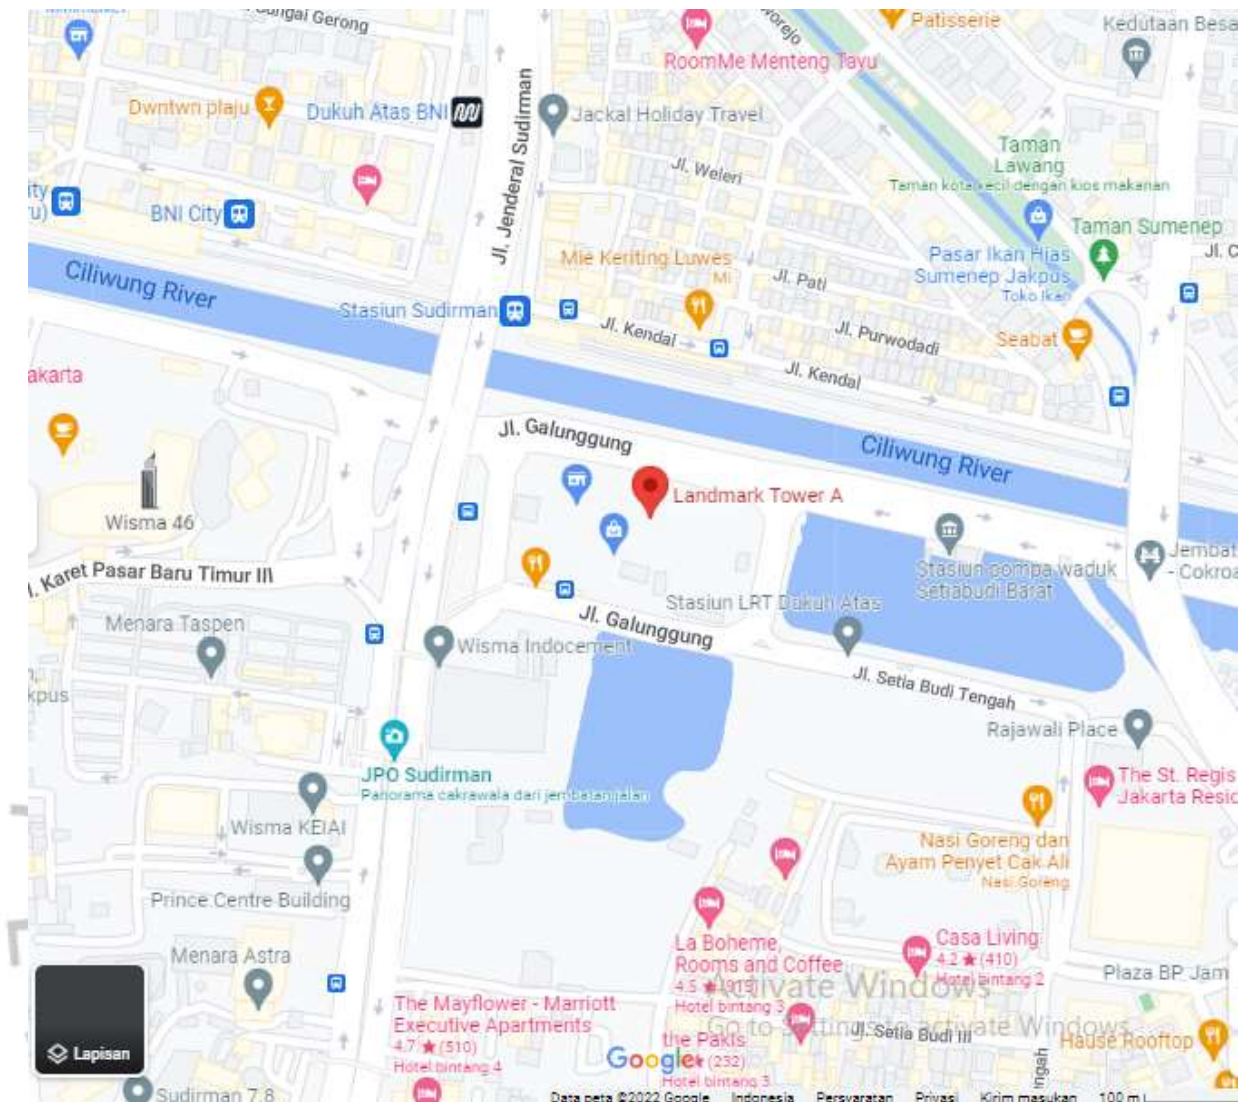 Sungai Gerong
Patisserie
Kedutaan Besa
RoomMe Menteng Tayu
Dwntwn plaju
Dukuh Atas BNI
Jackal Holiday Travel
Jl. Jenderal Sudirman
Taman
Lawang
Taman kota kecil dengan kios makanan
Jl. Weleri
BNI City
Taman Sumenep
Pasar Ikan Hias
Sumenep Jakpus
Toko Ikan
Mie Keriting Luwes
Mi
Jl. Pati
Ciliwung River
Stasiun Sudirman
Jl. Kendal
Jl. Purwodadi
Seabat
Jl. Kendal
akarta
Jl. Galunggung
Ciliwung River
Landmark Tower A
Wisma 46
Karet Pasar Baru Timur III
Stasiun pompa waduk
Setiabudi Barat
Jembat
- Cokroa
Stasiun LRT Dukuh Atas
Menara Taspen
Jl. Galunggung
Wisma Indocement
kpus
Jl. Setia Budi Tengah
Rajawali Place
JPO Sudirman
Panorama cakrawala dari jembatan jalan
The St. Regis
Jakarta Resid
Wisma KEIAI
Nasi Goreng dan
Ayam Penyet Cak Ali
Nasi Goreng
Prince Centre Building
La Boheme,
Rooms and Coffee
4.5 ★ (915)
Hotel bintang 3
Casa Living
4.2 ★ (410)
Hotel bintang 2
Menara Astra
Plaza BP Jam
Activate Windows
Go to Settings to activate Windows.
The Mayflower - Marriott
Executive Apartments
4.7 ★ (510)
Hotel bintang 4
the Pakis
(232)
Hotel bintang 3
Jl. Setia Budi III
Hause Rooftop
Lapisan
Google
Sudirman 7.8
Data peta ©2022 Google Indonesia Persyaratan Privasi Kirim masukan 100 m